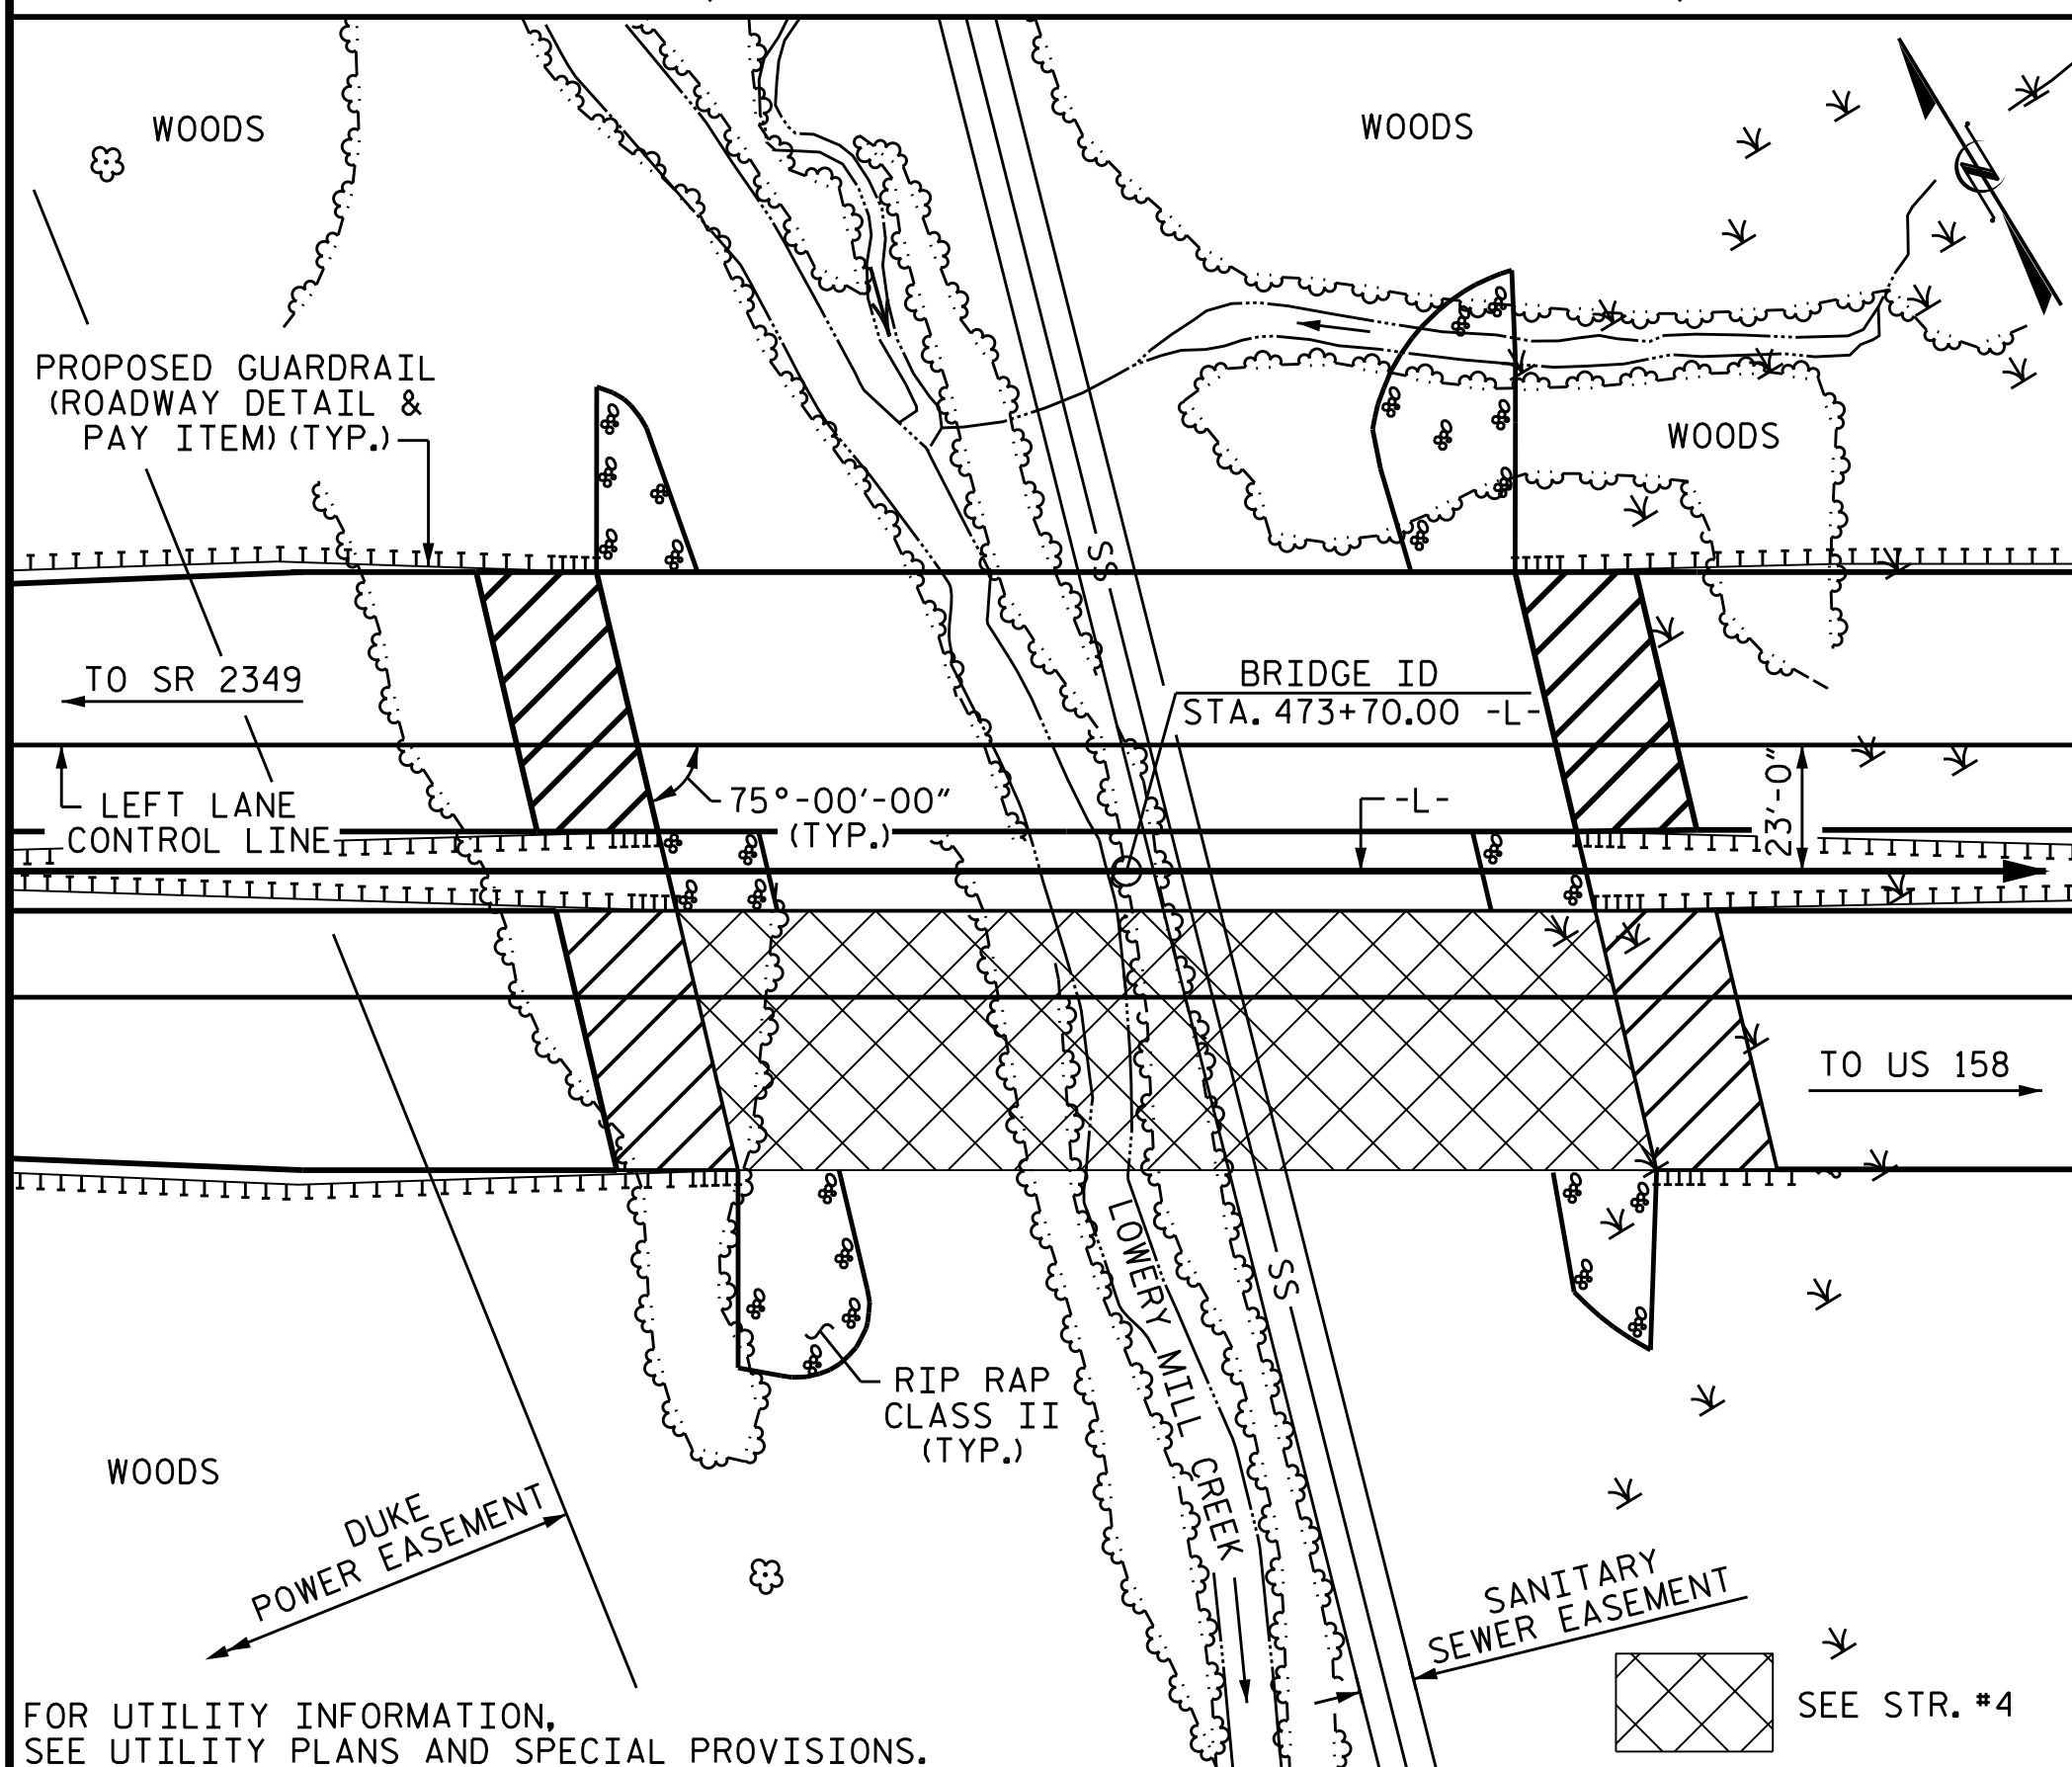 WOODS
WOODS
PROPOSED GUARDRAIL
(ROADWAY DETAIL &
PAY ITEM) (TYP.)
WOODS
SS
TO SR 2349
BRIDGE ID
STA. 473+70.00 -L-
LEFT LANE
CONTROL LINE
75°-00'-00"
(TYP.)
-L-
23'-0"
TO US 158
LOWERY MILL CREEK
SS
RIP RAP
CLASS II
(TYP.)
WOODS
DUKE
POWER EASEMENT
SANITARY
SEWER EASEMENT
SEE STR. #4
FOR UTILITY INFORMATION,
SEE UTILITY PLANS AND SPECIAL PROVISIONS.